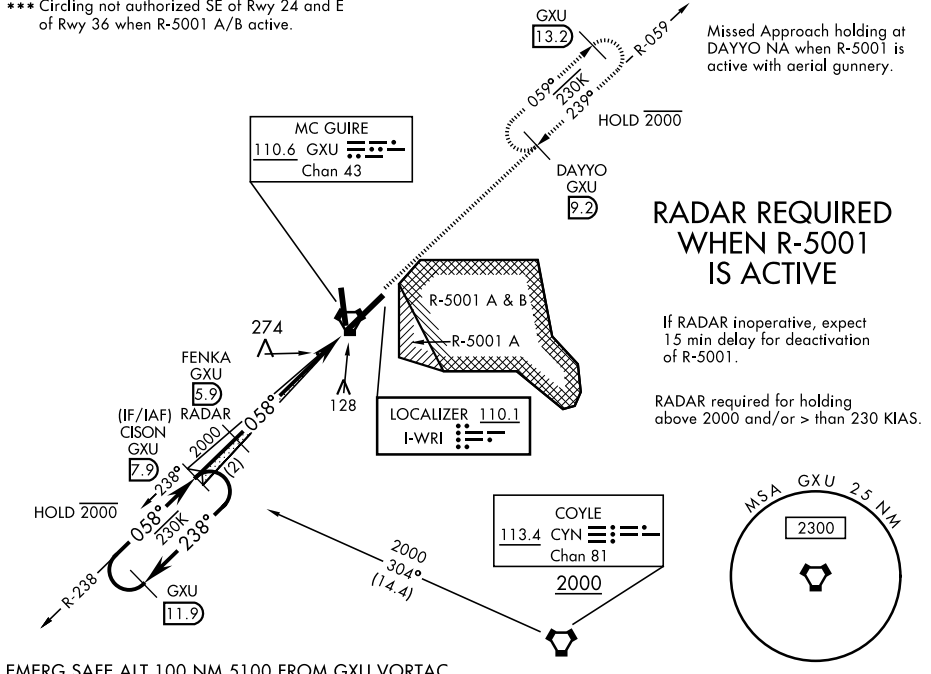 *** Circling not authorized SE of Rwy 24 and E
of Rwy 36 when R-5001 A/B active.
GXU
13.2
R-059
Missed Approach holding at
DAYYO NA when R-5001 is
active with aerial gunnery.
059°
230K
239°
HOLD 2000
MC GUIRE
110.6 GXU
Chan 43
DAYYO
GXU
9.2
RADAR REQUIRED
WHEN R-5001
IS ACTIVE
R-5001 A & B
R-5001 A
If RADAR inoperative, expect
15 min delay for deactivation
of R-5001.
274
128
FENKA
GXU
5.9
RADAR
LOCALIZER 110.1
I-WRI
RADAR required for holding
above 2000 and/or > than 230 KIAS.
(IF/IAF)
CISON
GXU
7.9
2000
058°
(2)
238°
HOLD 2000
058°
230K
238°
R-238
GXU
11.9
2000
304°
(14.4)
COYLE
113.4 CYN
Chan 81
2000
MSA GXU 25 NM
2300
EMERG SAFE ALT 100 NM 5100 FROM GXU VORTAC